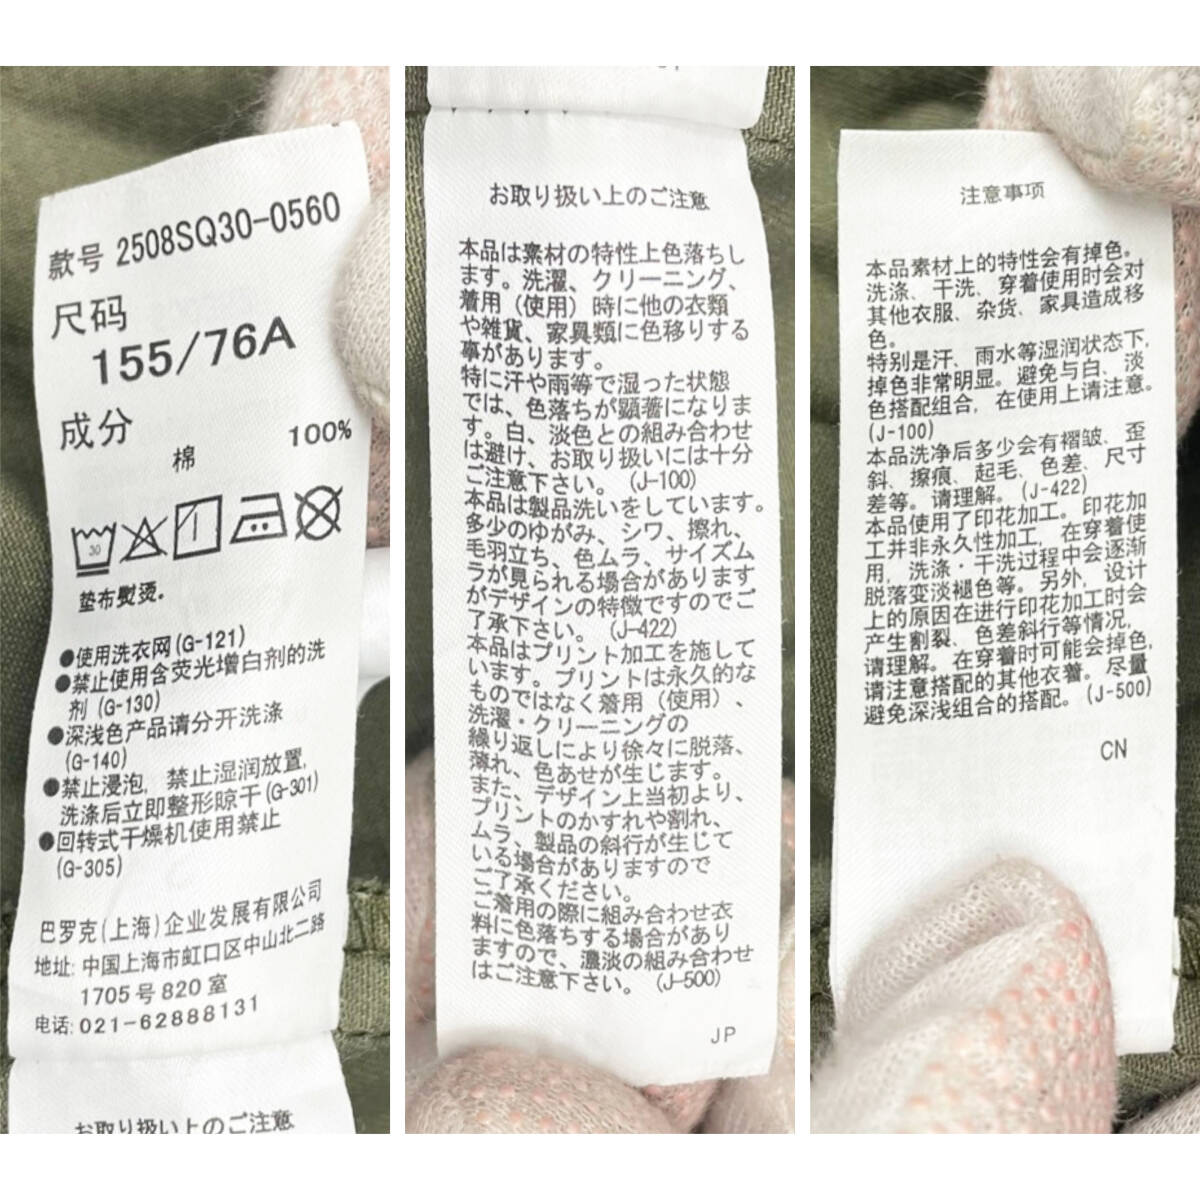 款号 2508SQ30-0560
尺码
155/76A
成分
棉 100%
30
垫布熨烫.
●使用洗衣网(G-121)
●禁止使用含荧光增白剂的洗
剂 (G-130)
●深浅色产品请分开洗涤
(G-140)
●禁止浸泡, 禁止湿润放置,
洗涤后立即整形晾干(G-301)
●回转式干燥机使用禁止
(G-305)
巴罗克(上海)企业发展有限公司
地址: 中国上海市虹口区中山北二路
1705号820室
电话: 021-62888131
お取り扱い上のご注意
お取り扱い上のご注意
本品は素材の特性上色落ちし
ます。洗濯、クリーニング、
着用（使用）時に他の衣類
や雑貨、家具類に色移りする
事があります。
特に汗や雨等で湿った状態
では、色落ちが顕著になりま
す。白、淡色との組み合わせ
は避け、お取り扱いには十分
ご注意下さい。 (J-100)
本品は製品洗いをしています。
多少のゆがみ、シワ、擦れ、
毛羽立ち、色ムラ、サイズム
ラが見られる場合があります
がデザインの特徴ですのでご
了承下さい。 (J-422)
本品はプリント加工を施して
います。プリントは永久的な
ものではなく着用（使用）、
洗濯・クリーニングの
繰り返しにより徐々に脱落、
薄れ、色あせが生じます。
また、デザイン上当初より、
プリントのかすれや割れ、
ムラ、製品の斜行が生じて
いる場合がありますので
ご了承ください。
ご着用の際に組み合わせ衣
料に色落ちする場合があり
ますので、濃淡の組み合わせ
はご注意下さい。 (J-500)
JP
注意事项
本品素材上的特性会有掉色。
洗涤、干洗、穿着使用时会对
其他衣服、杂货、家具造成移
色。
特别是汗、雨水等湿润状态下,
掉色非常明显。避免与白、淡
色搭配组合, 在使用上请注意。
(J-100)
本品洗净后多少会有褶皱、歪
斜、擦痕、起毛、色差、尺寸
差等。请理解。(J-422)
本品使用了印花加工。印花加
工并非永久性加工, 在穿着使
用, 洗涤・干洗过程中会逐渐
脱落变淡褪色等。另外, 设计
上的原因在进行印花加工时会
产生割裂、色差斜行等情况,
请理解。在穿着时可能会掉色,
请注意搭配的其他衣着。尽量
避免深浅组合的搭配。(J-500)
CN